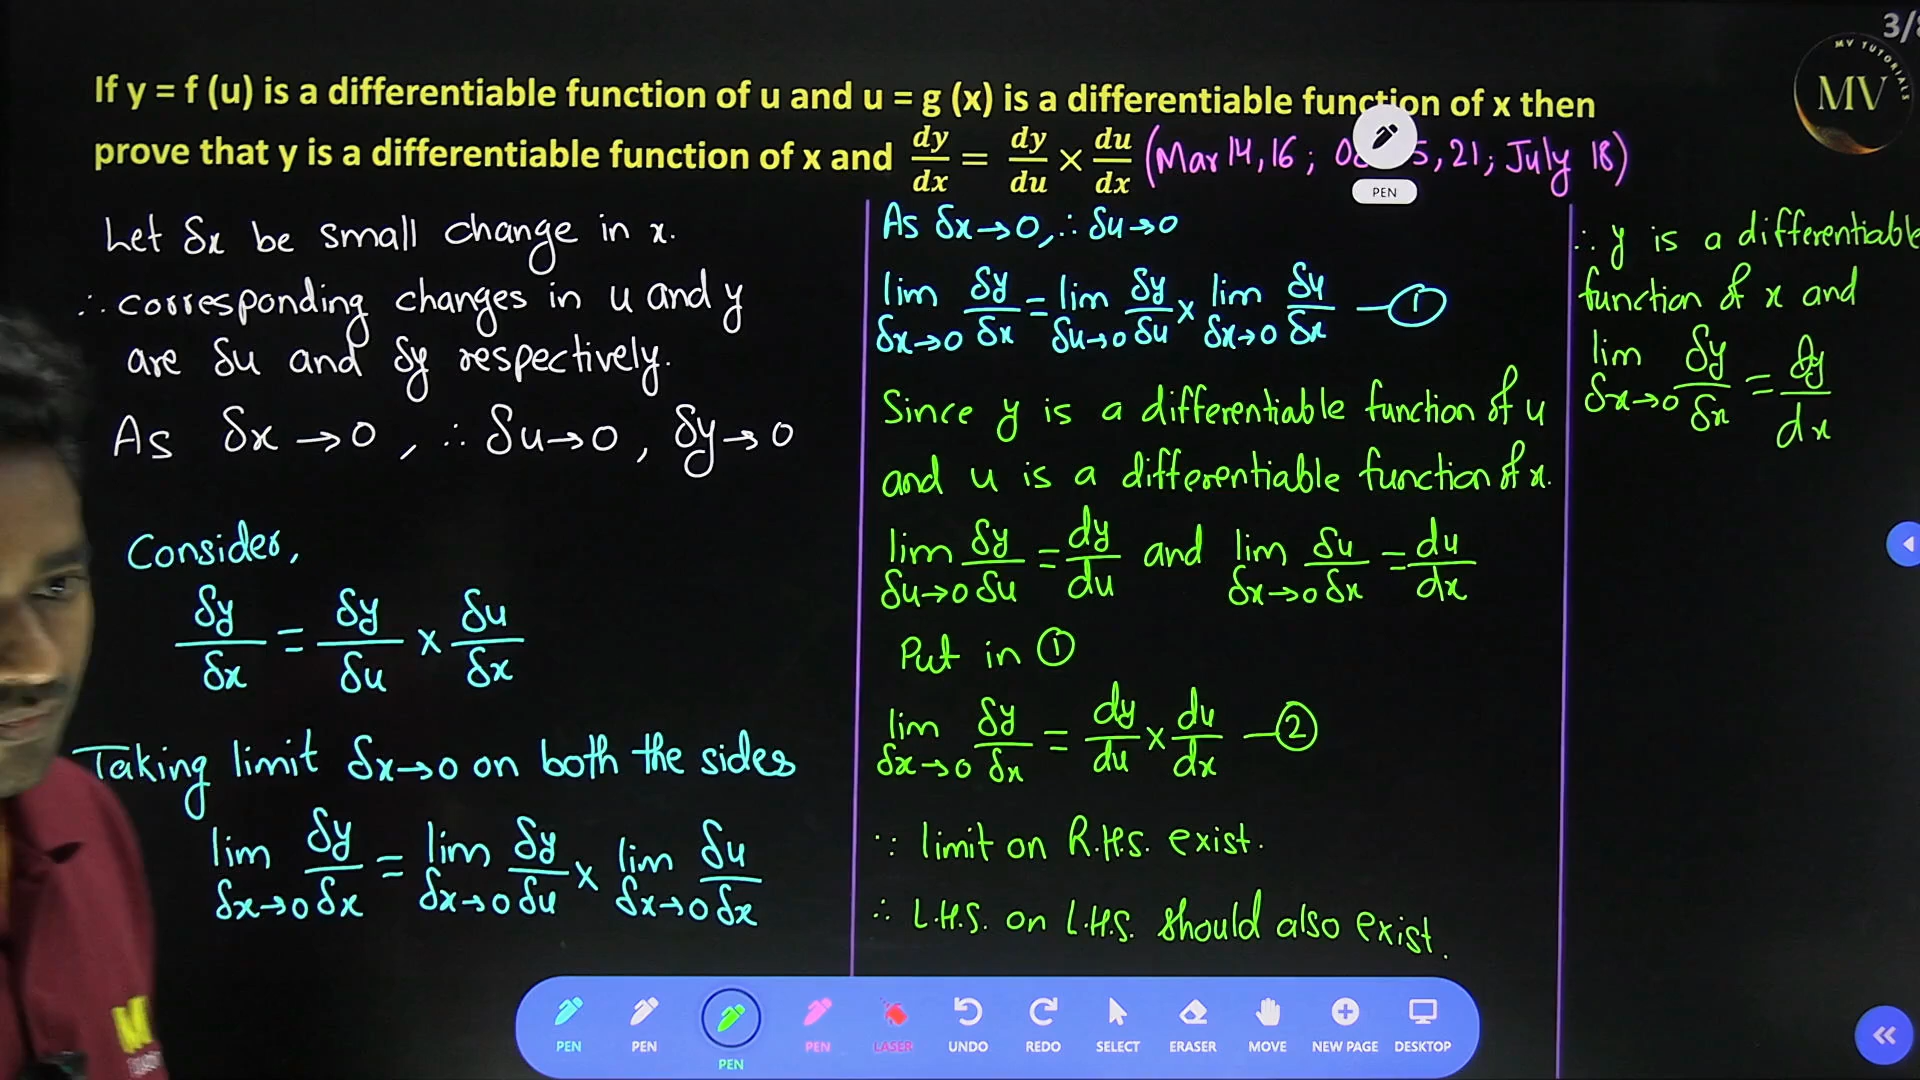 3/8
MV TUTORIALS
MV
If y = f (u) is a differentiable function of u and u = g (x) is a differentiable function of x then
prove that y is a differentiable function of x and dy/dx = dy/du × du/dx (Mar 14, 16 ; 5, 21; July 18)
PEN
Let δx be small change in x.
∴ corresponding changes in u and y
are δu and δy respectively.
As δx → 0 , ∴ δu → 0 , δy → 0
Consider,
δy/δx = δy/δu × δu/δx
Taking limit δx → 0 on both the sides
lim δx→0 δy/δx = lim δx→0 δy/δu × lim δx→0 δu/δx
As δx → 0, ∴ δu → 0
lim δx→0 δy/δx = lim δu→0 δy/δu × lim δx→0 δu/δx — ①
Since y is a differentiable function of u
and u is a differentiable function of x.
lim δu→0 δy/δu = dy/du and lim δx→0 δu/δx = du/dx
Put in ①
lim δx→0 δy/δx = dy/du × du/dx — ②
∵ limit on R.H.S. exist.
∴ L.H.S. on L.H.S. should also exist.
∴ y is a differentiable
function of x and
lim δx→0 δy/δx = dy/dx
PEN PEN PEN PEN LASER UNDO REDO SELECT ERASER MOVE NEW PAGE DESKTOP